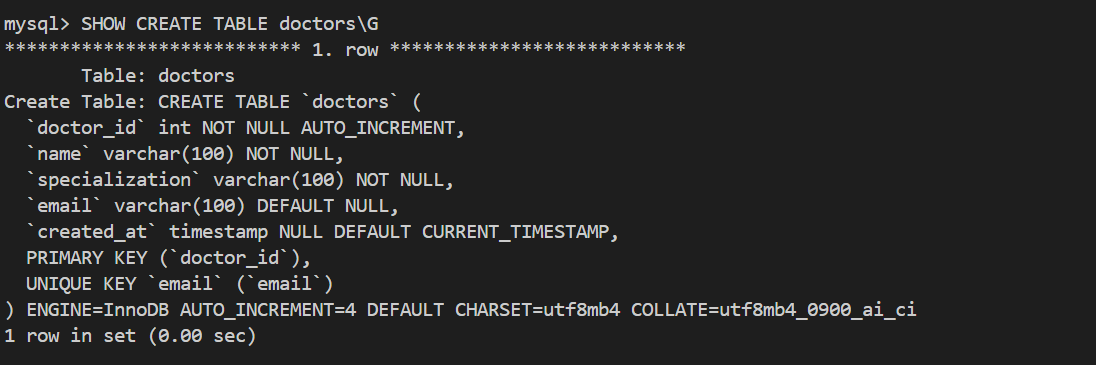 mysql> SHOW CREATE TABLE doctors\G
*************************** 1. row ***************************
       Table: doctors
Create Table: CREATE TABLE `doctors` (
  `doctor_id` int NOT NULL AUTO_INCREMENT,
  `name` varchar(100) NOT NULL,
  `specialization` varchar(100) NOT NULL,
  `email` varchar(100) DEFAULT NULL,
  `created_at` timestamp NULL DEFAULT CURRENT_TIMESTAMP,
  PRIMARY KEY (`doctor_id`),
  UNIQUE KEY `email` (`email`)
) ENGINE=InnoDB AUTO_INCREMENT=4 DEFAULT CHARSET=utf8mb4 COLLATE=utf8mb4_0900_ai_ci
1 row in set (0.00 sec)